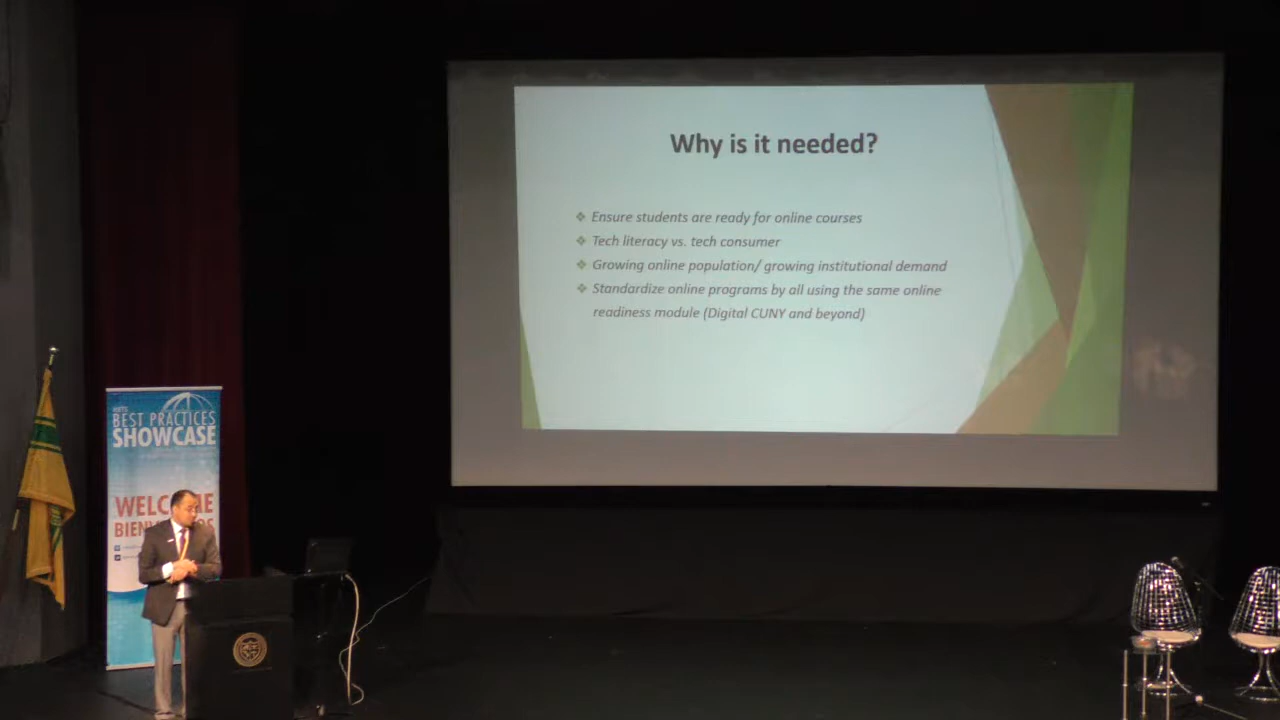 Why is it needed?
❖ Ensure students are ready for online courses
❖ Tech literacy vs. tech consumer
❖ Growing online population/ growing institutional demand
❖ Standardize online programs by all using the same online
readiness module (Digital CUNY and beyond)
BEST PRACTICES
SHOWCASE